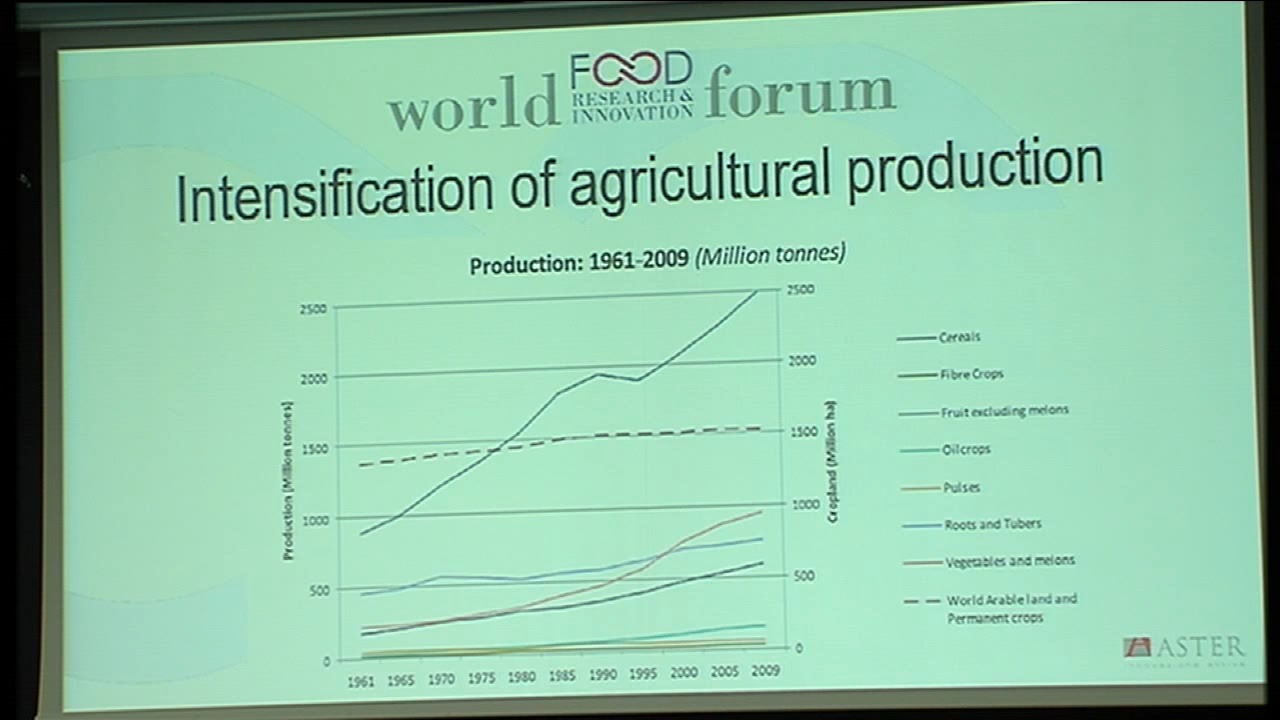 world FOOD RESEARCH & INNOVATION forum
Intensification of agricultural production
Production: 1961-2009 (Million tonnes)
2500
2000
1500
1000
500
0
Production [Million tonnes]
2500
2000
1500
1000
500
0
Cropland (Million ha)
1961 1965 1970 1975 1980 1985 1990 1995 2000 2005 2009
Cereals
Fibre Crops
Fruit excluding melons
Oilcrops
Pulses
Roots and Tubers
Vegetables and melons
World Arable land and
Permanent crops
ASTER